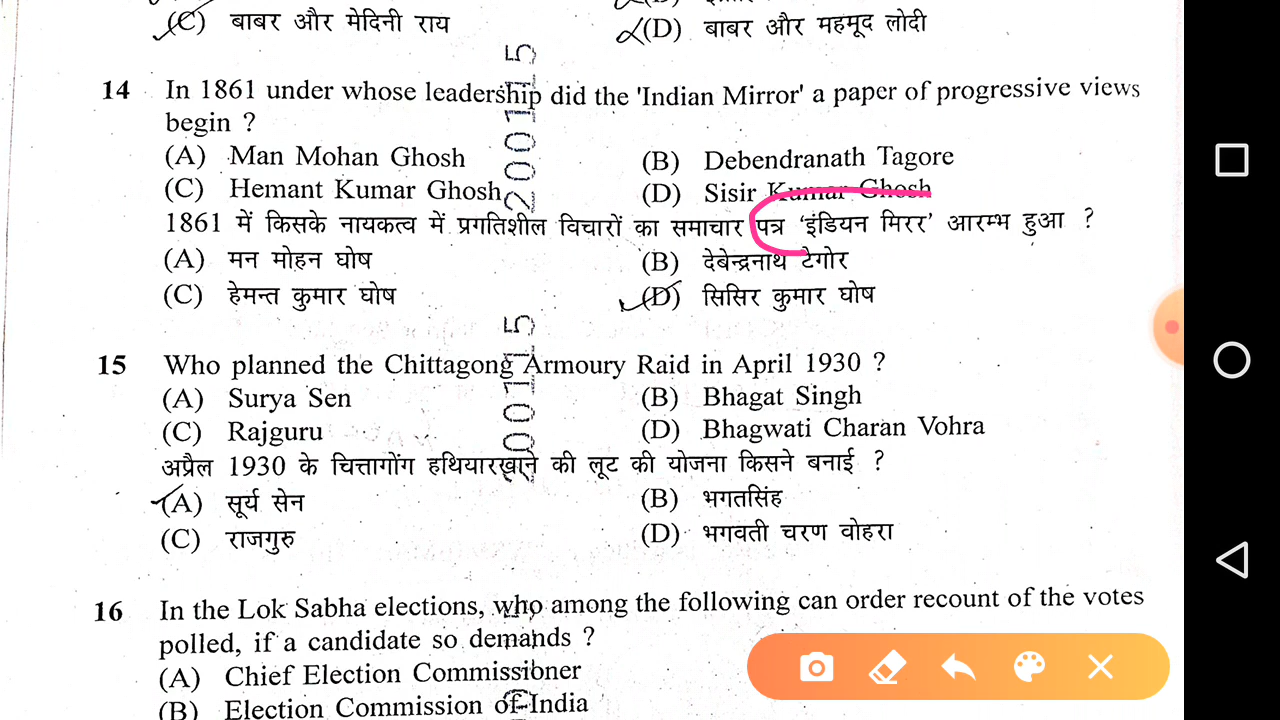 (C) बाबर और मेदिनी राय (D) बाबर और महमूद लोदी
14 In 1861 under whose leadership did the 'Indian Mirror' a paper of progressive views
begin ?
(A) Man Mohan Ghosh (B) Debendranath Tagore
(C) Hemant Kumar Ghosh (D) Sisir Kumar Ghosh
1861 में किसके नायकत्व में प्रगतिशील विचारों का समाचार पत्र ‘इंडियन मिरर’ आरम्भ हुआ ?
(A) मन मोहन घोष (B) देबेन्द्रनाथ टेगोर
(C) हेमन्त कुमार घोष (D) सिसिर कुमार घोष
15 Who planned the Chittagong Armoury Raid in April 1930 ?
(A) Surya Sen (B) Bhagat Singh
(C) Rajguru (D) Bhagwati Charan Vohra
अप्रैल 1930 के चित्तागोंग हथियारखाने की लूट की योजना किसने बनाई ?
(A) सूर्य सेन (B) भगतसिंह
(C) राजगुरु (D) भगवती चरण वोहरा
16 In the Lok Sabha elections, who among the following can order recount of the votes
polled, if a candidate so demands ?
(A) Chief Election Commissioner
(B) Election Commission of India
2001115
2001115